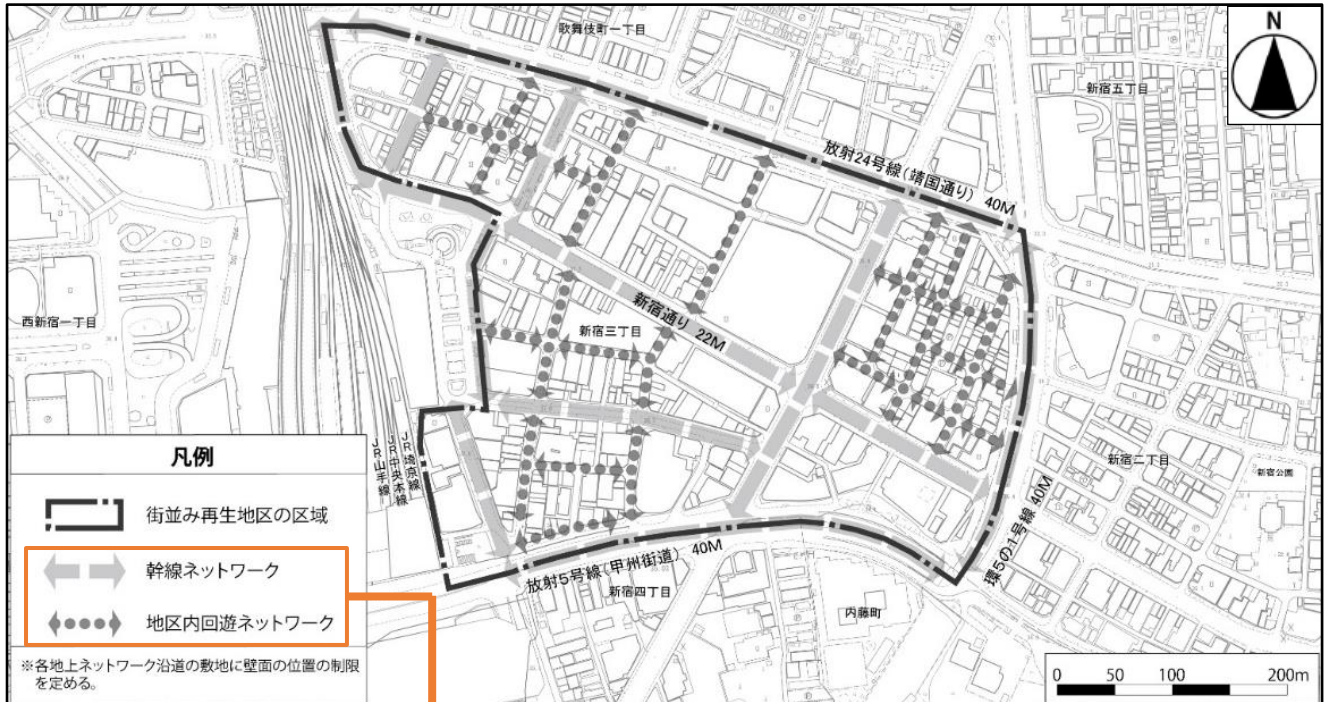 N
歌舞伎町一丁目
新宿五丁目
放射24号線(靖国通り) 40M
西新宿一丁目
新宿三丁目
新宿通り 22M
JR埼京線
JR中央本線
JR山手線
新宿二丁目
新宿公園
環5の1号線 40M
放射5号線(甲州街道) 40M
新宿四丁目
内藤町
凡例
街並み再生地区の区域
幹線ネットワーク
地区内回遊ネットワーク
※各地上ネットワーク沿道の敷地に壁面の位置の制限
を定める。
0 50 100 200m